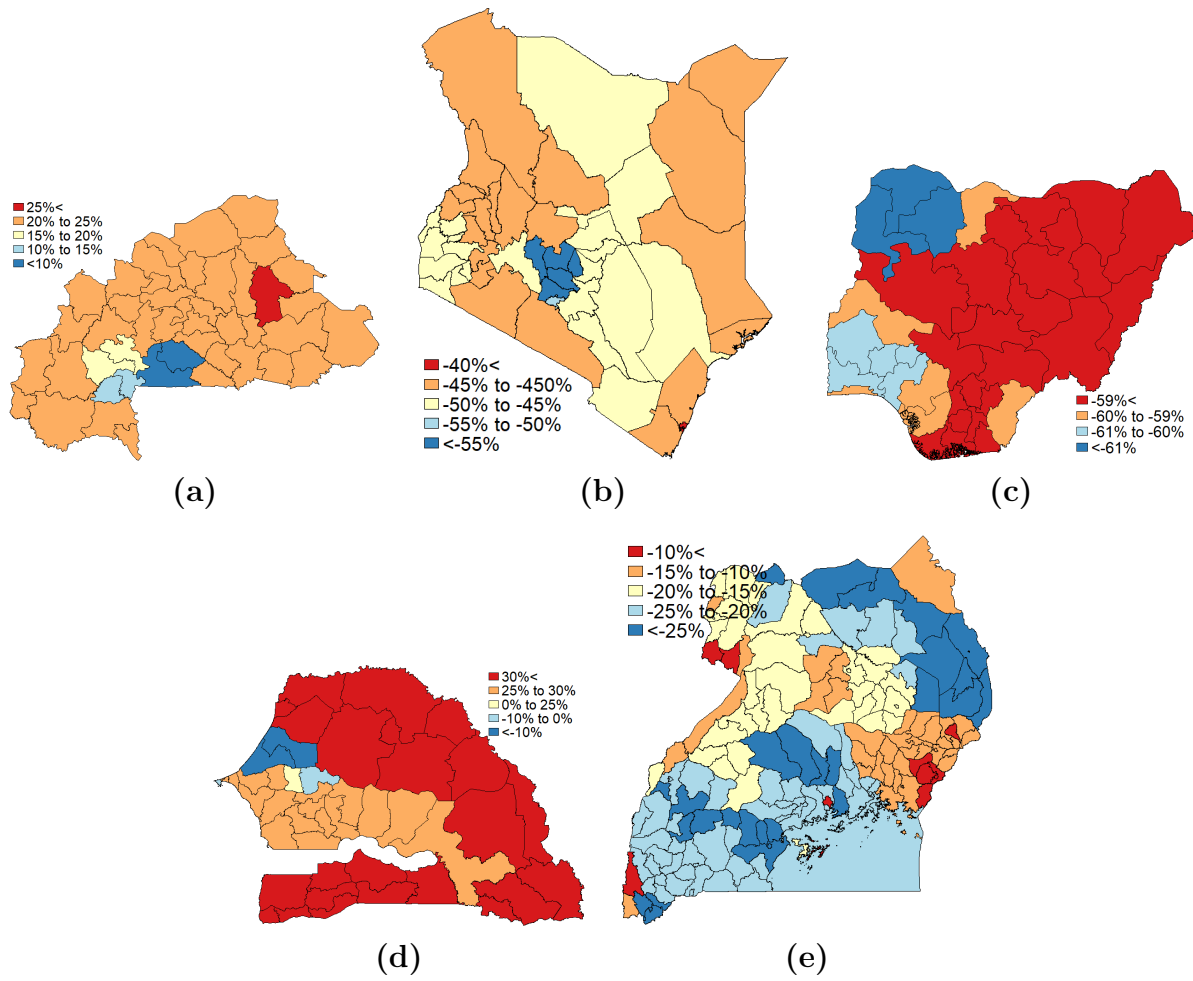 25%<
20% to 25%
15% to 20%
10% to 15%
<10%
(a)
-40%<
-45% to -450%
-50% to -45%
-55% to -50%
<-55%
(b)
-59%<
-60% to -59%
-61% to -60%
<-61%
(c)
30%<
25% to 30%
0% to 25%
-10% to 0%
<-10%
(d)
-10%<
-15% to -10%
-20% to -15%
-25% to -20%
<-25%
(e)